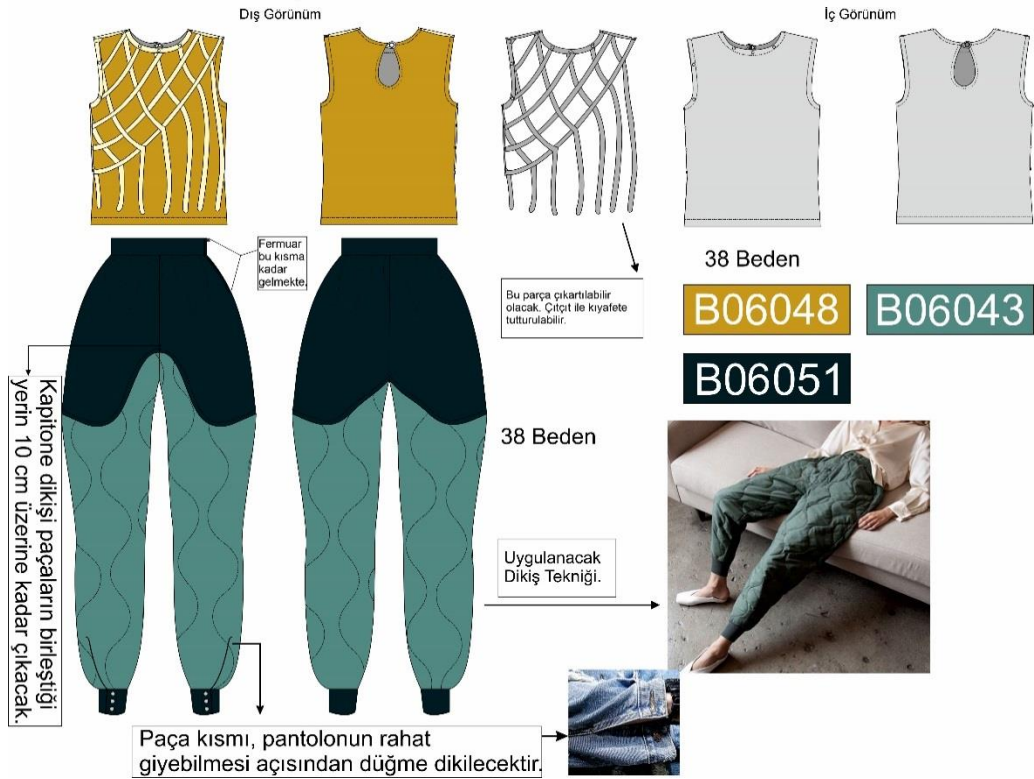 Dış Görünüm
İç Görünüm
Fermuar
bu kısma
kadar
gelmekte.
Bu parça çıkartılabilir
olacak. Çıtçıt ile kıyafete
tutturulabilir.
38 Beden
B06048
B06043
B06051
Kapitone dikişi paçaların birleştiği
yerin 10 cm üzerine kadar çıkacak.
38 Beden
Uygulanacak
Dikiş Tekniği.
Paça kısmı, pantolonun rahat
giyebilmesi açısından düğme dikilecektir.